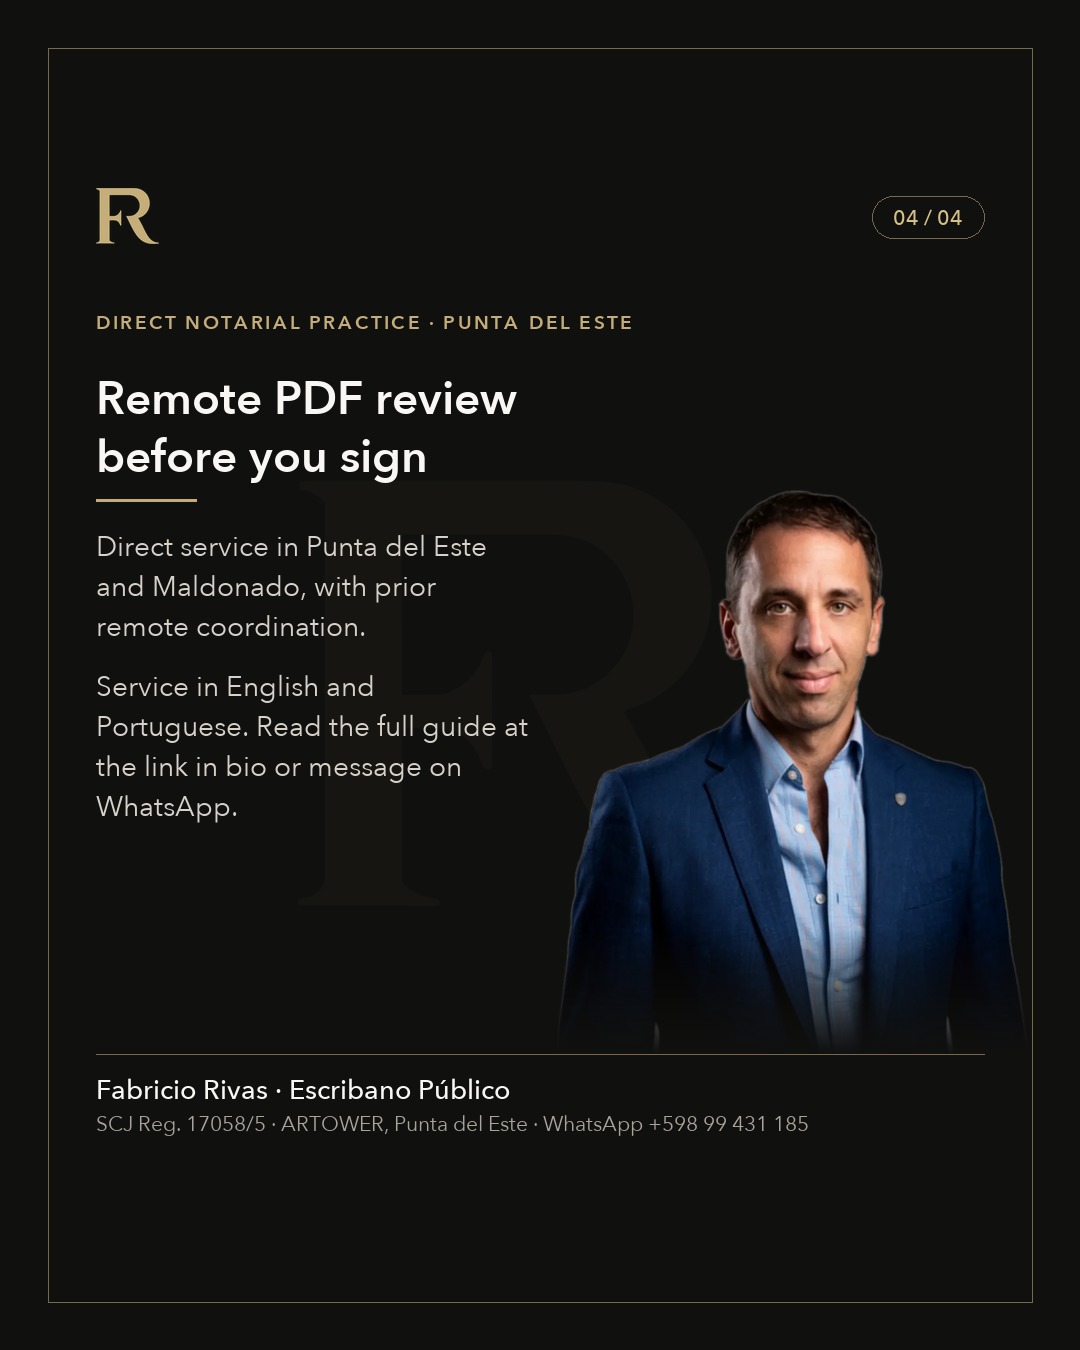 FR
04 / 04
DIRECT NOTARIAL PRACTICE · PUNTA DEL ESTE
Remote PDF review
before you sign
Direct service in Punta del Este
and Maldonado, with prior
remote coordination.
Service in English and
Portuguese. Read the full guide at
the link in bio or message on
WhatsApp.
Fabricio Rivas · Escribano Público
SCJ Reg. 17058/5 · ARTOWER, Punta del Este · WhatsApp +598 99 431 185